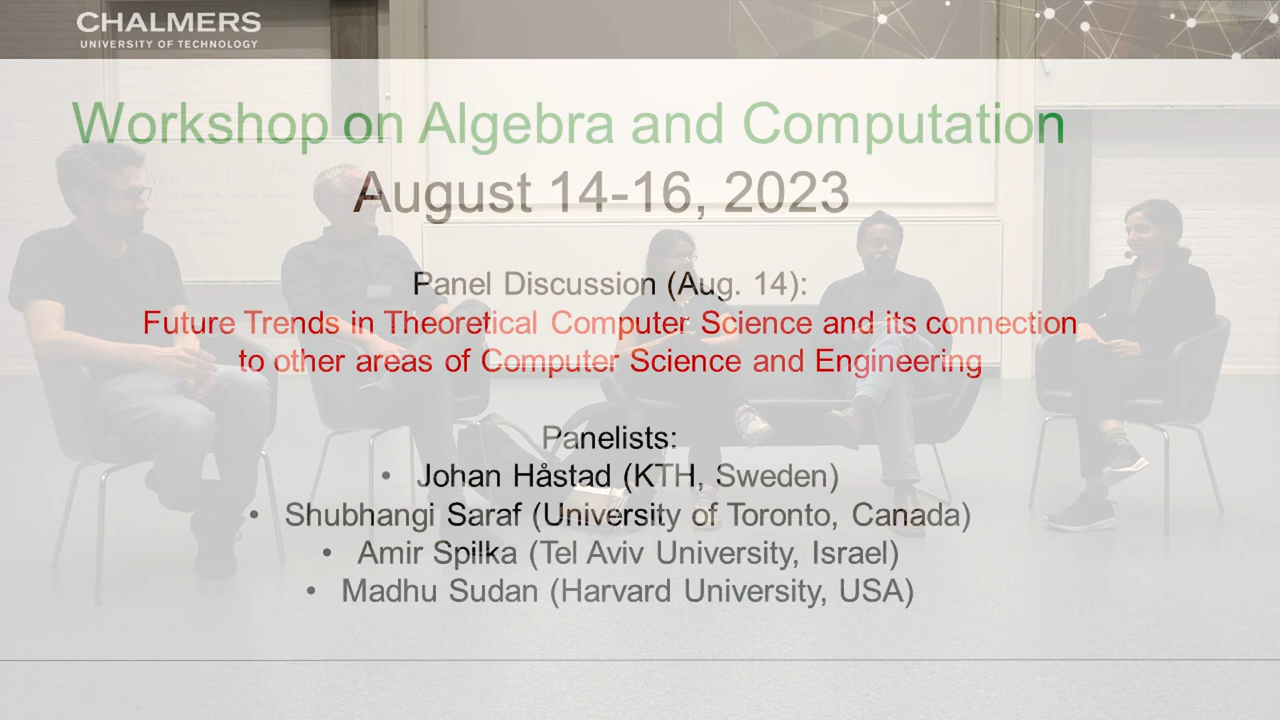 CHALMERS
UNIVERSITY OF TECHNOLOGY
Workshop on Algebra and Computation
August 14-16, 2023
Panel Discussion (Aug. 14):
Future Trends in Theoretical Computer Science and its connection
to other areas of Computer Science and Engineering
Panelists:
• Johan Håstad (KTH, Sweden)
• Shubhangi Saraf (University of Toronto, Canada)
• Amir Spilka (Tel Aviv University, Israel)
• Madhu Sudan (Harvard University, USA)